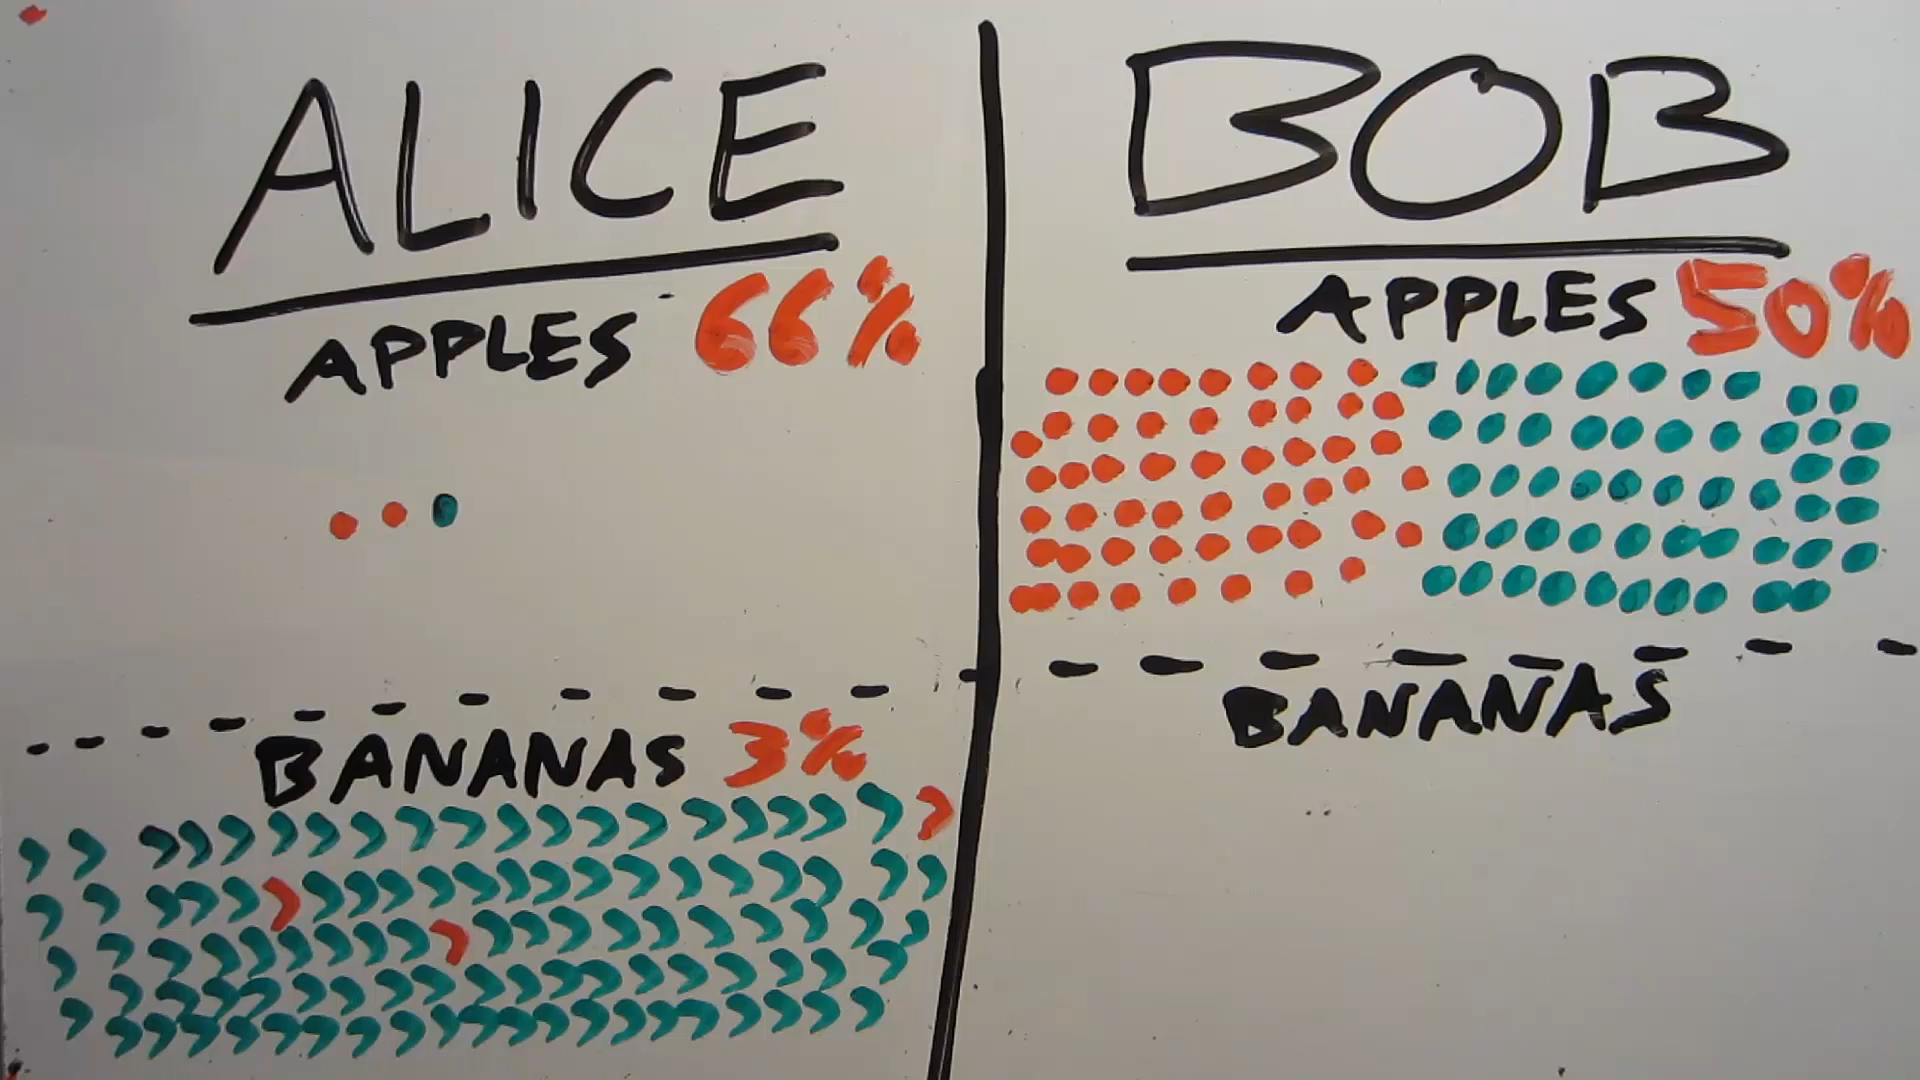 ALICE
APPLES 66%
BANANAS 3%
BOB
APPLES 50%
BANANAS